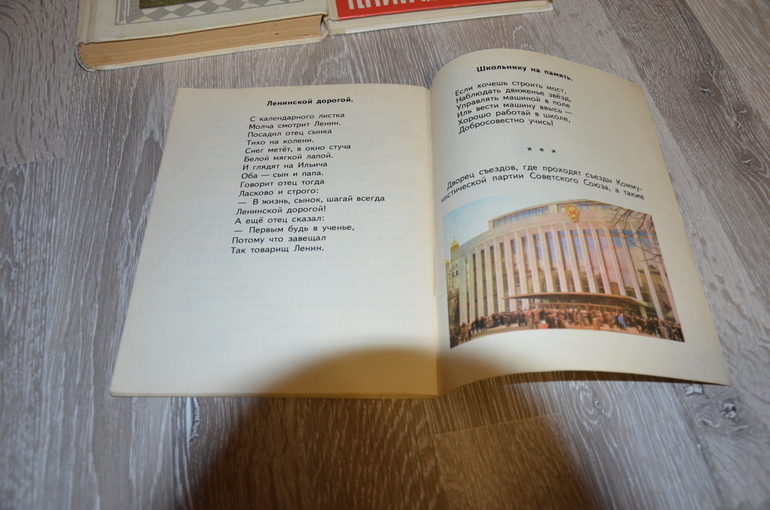 Ленинской дорогой.
С календарного листка
Молча смотрит Ленин.
Посадил отец сынка
Тихо на колени.
Снег метёт, в окно стуча
Белой мягкой лапой.
И глядят на Ильича
Оба — сын и папа.
Говорит отец тогда
Ласково и строго:
— В жизнь, сынок, шагай всегда
Ленинской дорогой!
А ещё отец сказал:
— Первым будь в ученье,
Потому что завещал
Так товарищ Ленин.
Школьнику на память.
Если хочешь строить мост,
Наблюдать движенье звёзд,
Управлять машиной в поле
Иль вести машину ввысь —
Хорошо работай в школе,
Добросовестно учись!
* * *
Дворец съездов, где проходят съезды Комму-
нистической партии Советского Союза, а также